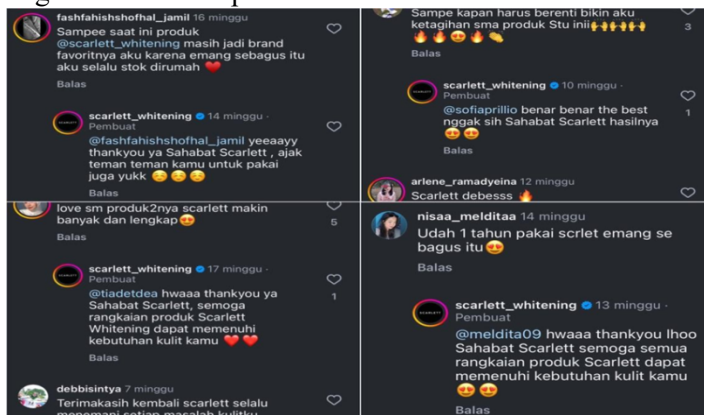 fashfahishshofhal_jamil 16 minggu
Sampee saat ini produk
@scarlett_whitening masih jadi brand
favoritnya aku karena emang sebagus itu
aku selalu stok dirumah ❤️
Balas
scarlett_whitening 14 minggu ·
Pembuat
@fashfahishshofhal_jamil yeeaayy
thankyou ya Sahabat Scarlett , ajak
teman teman kamu untuk pakai
juga yukk ☺️☺️☺️
Balas
Sampe kapan harus berenti bikin aku
ketagihan sma produk Stu inii🙌🙌🙌🙌
🔥🔥😍🔥👏
3
Balas
scarlett_whitening 10 minggu ·
Pembuat
@sofiaprillio benar benar the best
nggak sih Sahabat Scarlett hasilnya
😍😍
1
Balas
arlene_ramadyeina 12 minggu
Scarlett debesss 🔥
love sm produk2nya scarlett makin
banyak dan lengkap😍
5
Balas
scarlett_whitening 17 minggu ·
Pembuat
@tiadetdea hwaaa thankyou ya
Sahabat Scarlett, semoga
rangkaian produk Scarlett
Whitening dapat memenuhi
kebutuhan kulit kamu ❤️❤️
1
Balas
debbisintya 7 minggu
Terimakasih kembali scarlett selalu
menemani setiap masalah kulitku
nisaa_melditaa 14 minggu
Udah 1 tahun pakai scrlet emang se
bagus itu😍
Balas
scarlett_whitening 13 minggu ·
Pembuat
@meldita09 hwaaa thankyou lhoo
Sahabat Scarlett semoga semua
rangkaian produk Scarlett dapat
memenuhi kebutuhan kulit kamu
😍😍
Balas